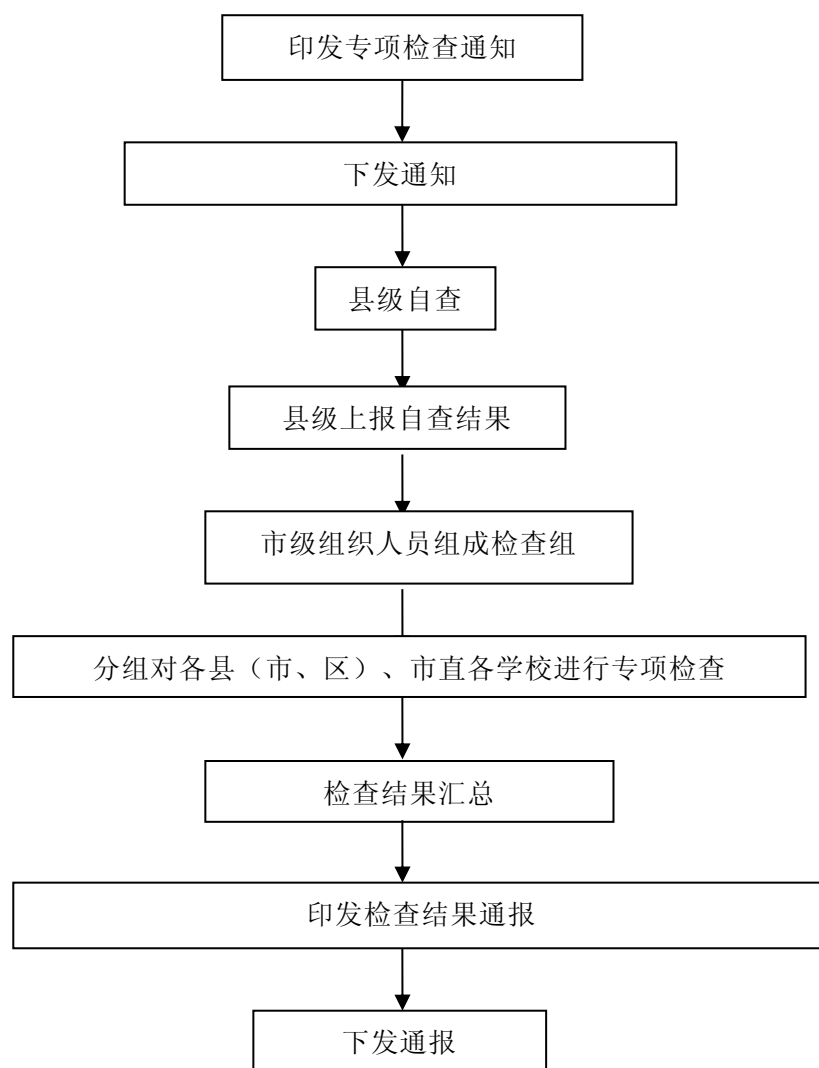 印发专项检查通知
下发通知
县级自查
县级上报自查结果
市级组织人员组成检查组
分组对各县（市、区）、市直各学校进行专项检查
检查结果汇总
印发检查结果通报
下发通报